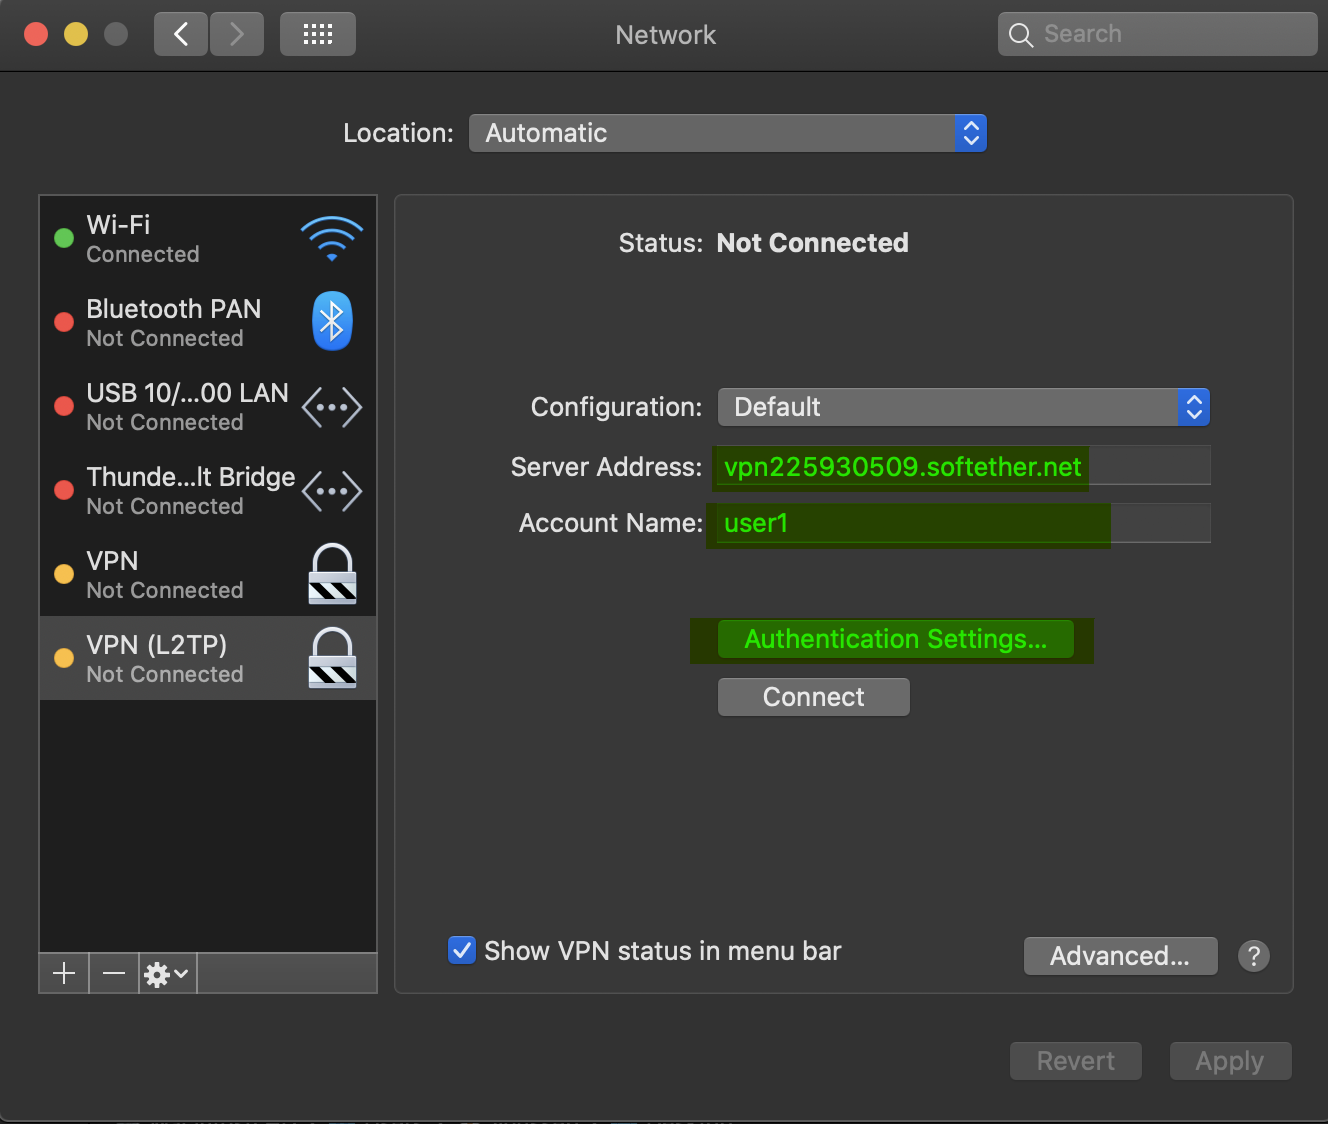 Network
Search
Location: Automatic
Wi-Fi
Connected
Bluetooth PAN
Not Connected
USB 10/...00 LAN
Not Connected
Thunde...lt Bridge
Not Connected
VPN
Not Connected
VPN (L2TP)
Not Connected
Status: Not Connected
Configuration: Default
Server Address: vpn225930509.softether.net
Account Name: user1
Authentication Settings...
Connect
Show VPN status in menu bar
Advanced... ?
Revert Apply